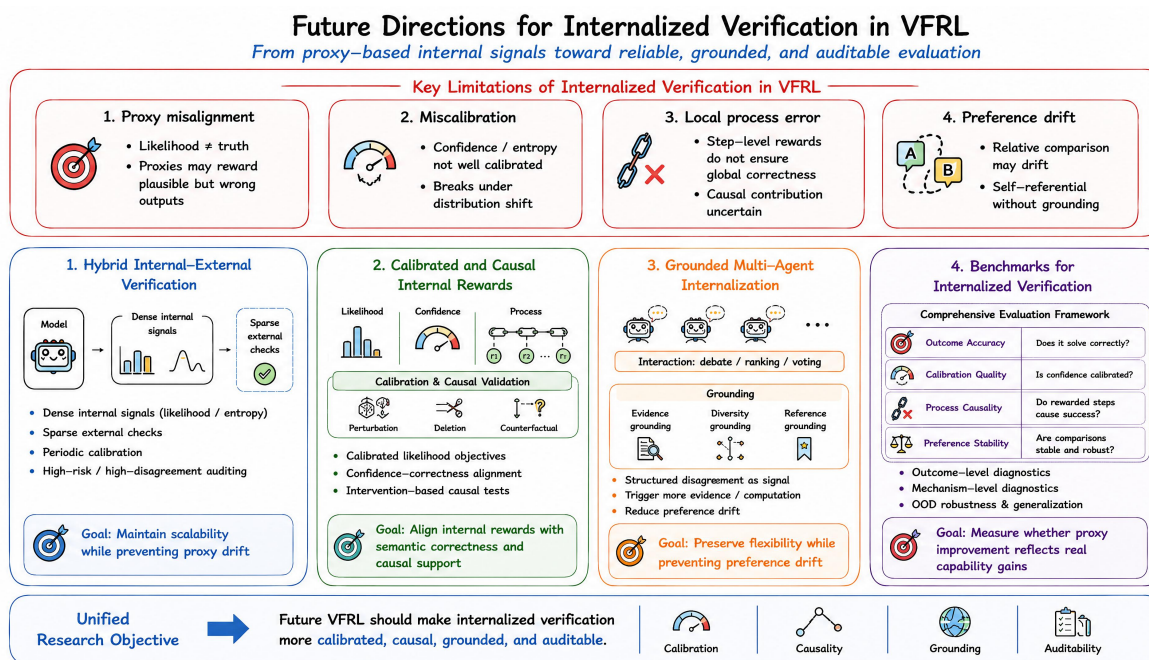 Future Directions for Internalized Verification in VFRL
From proxy–based internal signals toward reliable, grounded, and auditable evaluation
Key Limitations of Internalized Verification in VFRL
1. Proxy misalignment
• Likelihood ≠ truth
• Proxies may reward
plausible but wrong
outputs
2. Miscalibration
• Confidence / entropy
not well calibrated
• Breaks under
distribution shift
3. Local process error
• Step–level rewards
do not ensure
global correctness
• Causal contribution
uncertain
4. Preference drift
A
B
• Relative comparison
may drift
• Self–referential
without grounding
1. Hybrid Internal–External
Verification
Model
Dense internal
signals
Sparse
external
checks
• Dense internal signals (likelihood / entropy)
• Sparse external checks
• Periodic calibration
• High–risk / high–disagreement auditing
Goal: Maintain scalability
while preventing proxy drift
2. Calibrated and Causal
Internal Rewards
Likelihood
Confidence
Process
r1
r2
...
rT
Calibration & Causal Validation
Perturbation
Deletion
Counterfactual
• Calibrated likelihood objectives
• Confidence–correctness alignment
• Intervention–based causal tests
Goal: Align internal rewards with
semantic correctness and
causal support
3. Grounded Multi–Agent
Internalization
...
Interaction: debate / ranking / voting
Grounding
Evidence
grounding
Diversity
grounding
Reference
grounding
• Structured disagreement as signal
• Trigger more evidence / computation
• Reduce preference drift
Goal: Preserve flexibility while
preventing preference drift
4. Benchmarks for
Internalized Verification
Comprehensive Evaluation Framework
Outcome Accuracy
Does it solve correctly?
Calibration Quality
Is confidence calibrated?
Process Causality
Do rewarded steps
cause success?
Preference Stability
Are comparisons
stable and robust?
• Outcome–level diagnostics
• Mechanism–level diagnostics
• OOD robustness & generalization
Goal: Measure whether proxy
improvement reflects real
capability gains
Unified
Research Objective
Future VFRL should make internalized verification
more calibrated, causal, grounded, and auditable.
Calibration
Causality
Grounding
Auditability